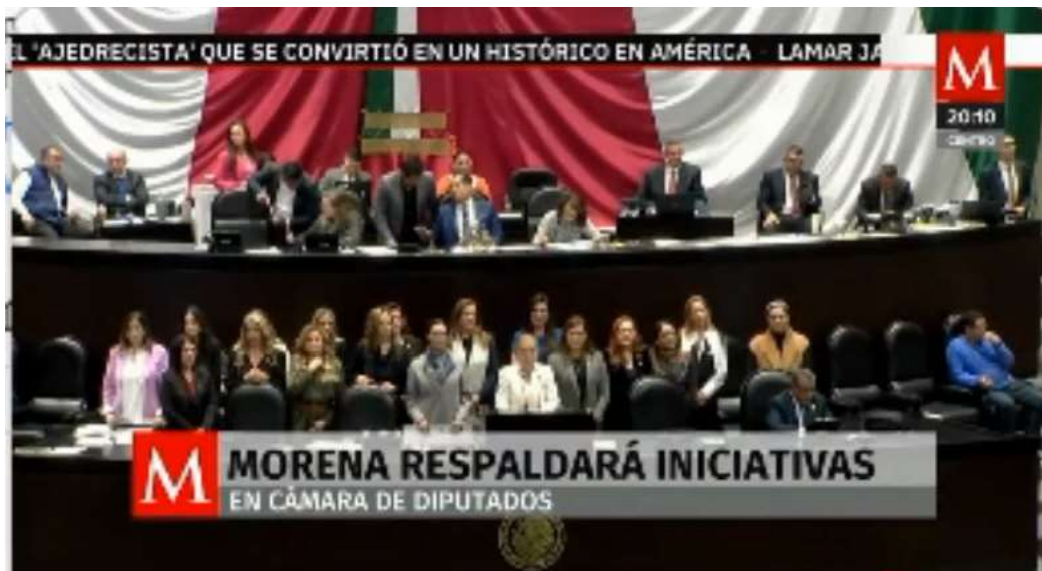 EL 'AJEDRECISTA' QUE SE CONVIRTIÓ EN UN HISTÓRICO EN AMÉRICA - LAMAR JA
M
20:10
CENTRO
M
MORENA RESPALDARÁ INICIATIVAS
EN CÁMARA DE DIPUTADOS